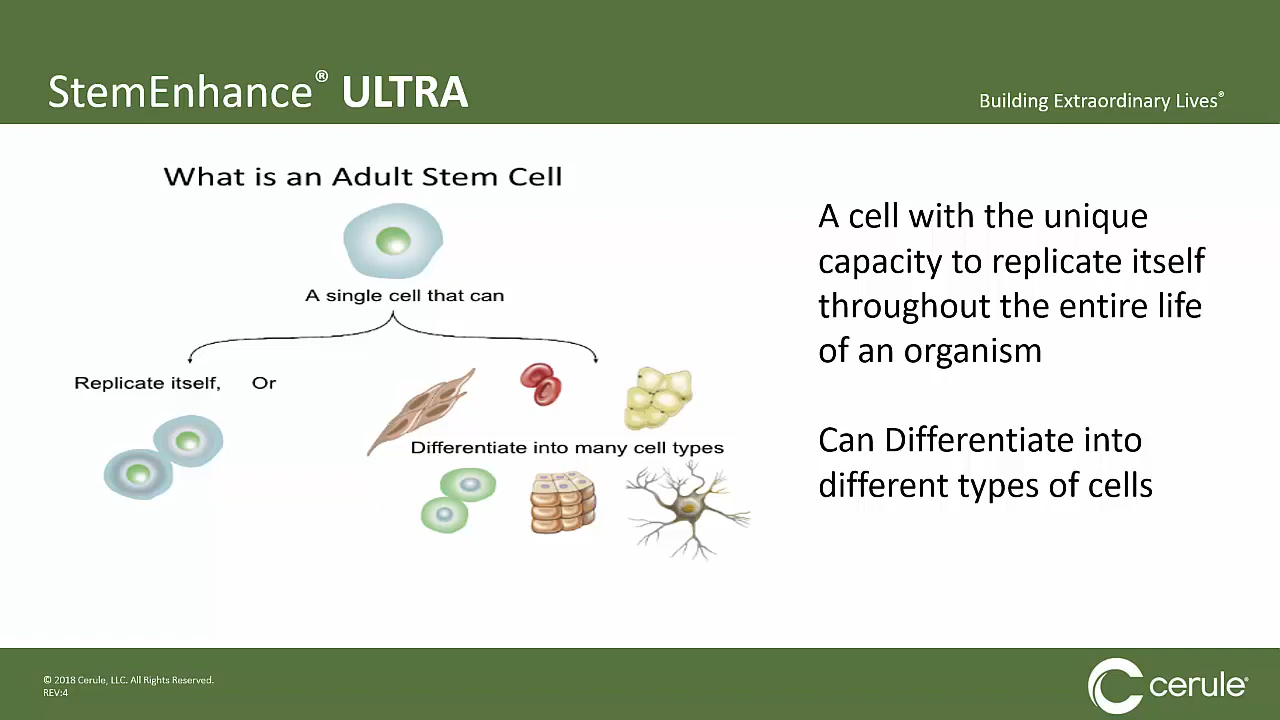 StemEnhance® ULTRA
Building Extraordinary Lives®
What is an Adult Stem Cell
A single cell that can
Replicate itself, Or
Differentiate into many cell types
A cell with the unique
capacity to replicate itself
throughout the entire life
of an organism
Can Differentiate into
different types of cells
© 2018 Cerule, LLC. All Rights Reserved.
REV:4
cerule®